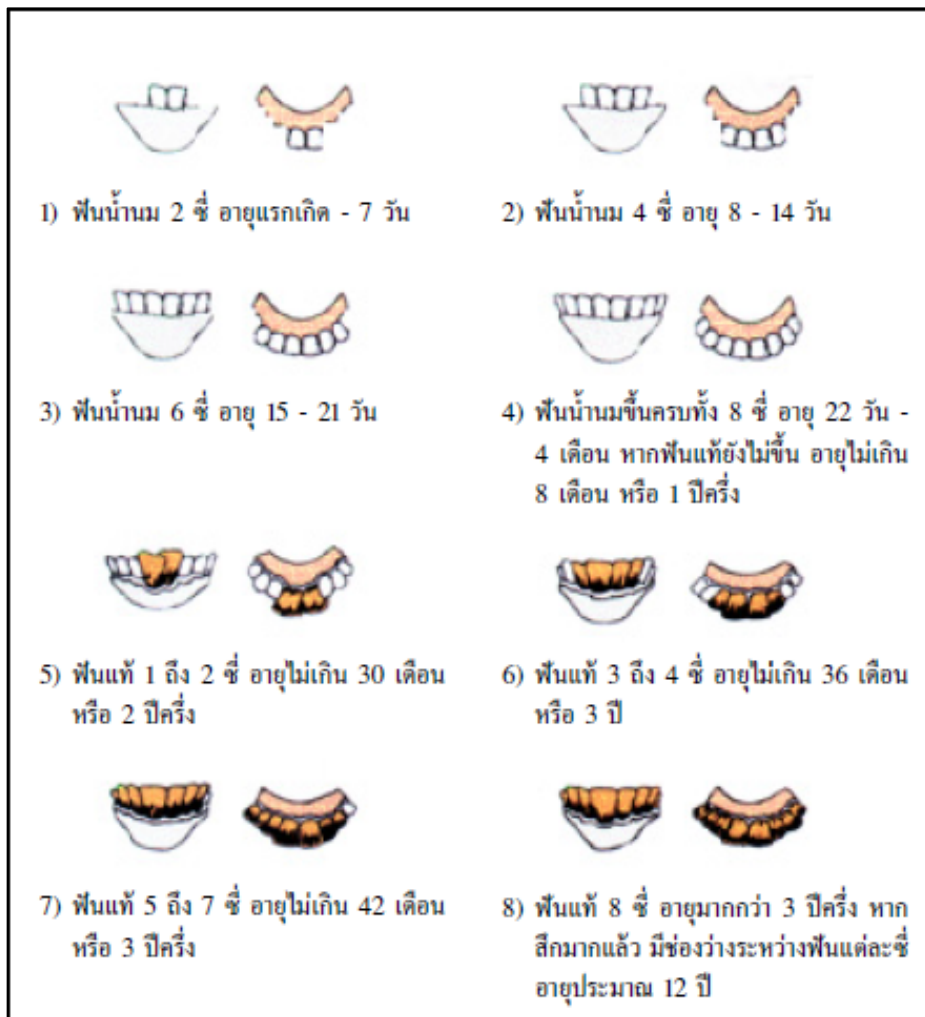 1) ฟันน้ำนม 2 ซี่ อายุแรกเกิด - 7 วัน
2) ฟันน้ำนม 4 ซี่ อายุ 8 - 14 วัน
3) ฟันน้ำนม 6 ซี่ อายุ 15 - 21 วัน
4) ฟันน้ำนมขึ้นครบทั้ง 8 ซี่ อายุ 22 วัน -
4 เดือน หากฟันแท้ยังไม่ขึ้น อายุไม่เกิน
8 เดือน หรือ 1 ปีครึ่ง
5) ฟันแท้ 1 ถึง 2 ซี่ อายุไม่เกิน 30 เดือน
หรือ 2 ปีครึ่ง
6) ฟันแท้ 3 ถึง 4 ซี่ อายุไม่เกิน 36 เดือน
หรือ 3 ปี
7) ฟันแท้ 5 ถึง 7 ซี่ อายุไม่เกิน 42 เดือน
หรือ 3 ปีครึ่ง
8) ฟันแท้ 8 ซี่ อายุมากกว่า 3 ปีครึ่ง หาก
สึกมากแล้ว มีช่องว่างระหว่างฟันแต่ละซี่
อายุประมาณ 12 ปี